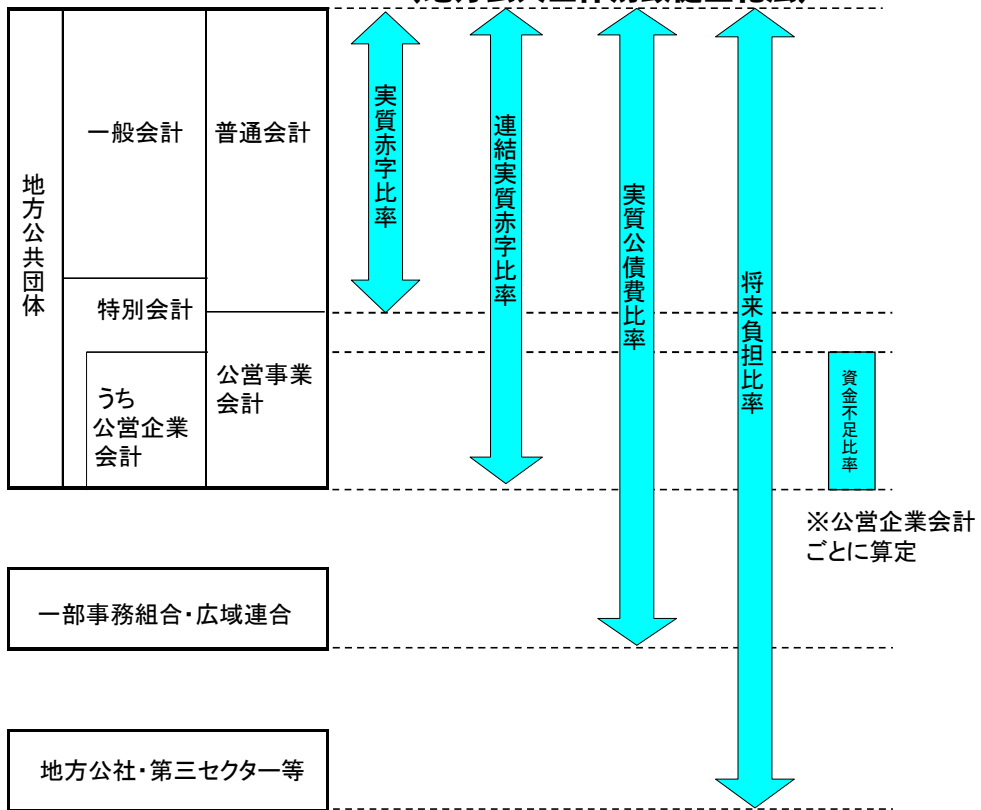 地方公共団体
一般会計
普通会計
特別会計
うち
公営企業
会計
公営事業
会計
実質赤字比率
連結実質赤字比率
実質公債費比率
将来負担比率
資金不足比率
※公営企業会計
ごとに算定
一部事務組合・広域連合
地方公社・第三セクター等